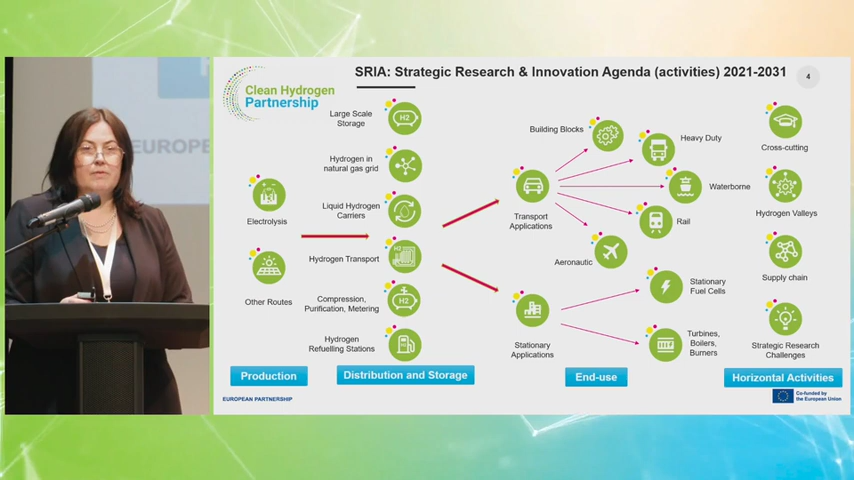 SRIA: Strategic Research & Innovation Agenda (activities) 2021-2031
4
Clean Hydrogen
Partnership
EUROPE
Electrolysis
Other Routes
Production
Large Scale
Storage
H2
Hydrogen in
natural gas grid
Liquid Hydrogen
Carriers
Hydrogen Transport
H2
Compression,
Purification, Metering
H2
Hydrogen
Refuelling Stations
Distribution and Storage
Transport
Applications
Stationary
Applications
Building Blocks
Heavy Duty
Waterborne
Rail
Aeronautic
Stationary
Fuel Cells
Turbines,
Boilers,
Burners
End-use
Cross-cutting
Hydrogen Valleys
Supply chain
Strategic Research
Challenges
Horizontal Activities
EUROPEAN PARTNERSHIP
Co-funded by
the European Union